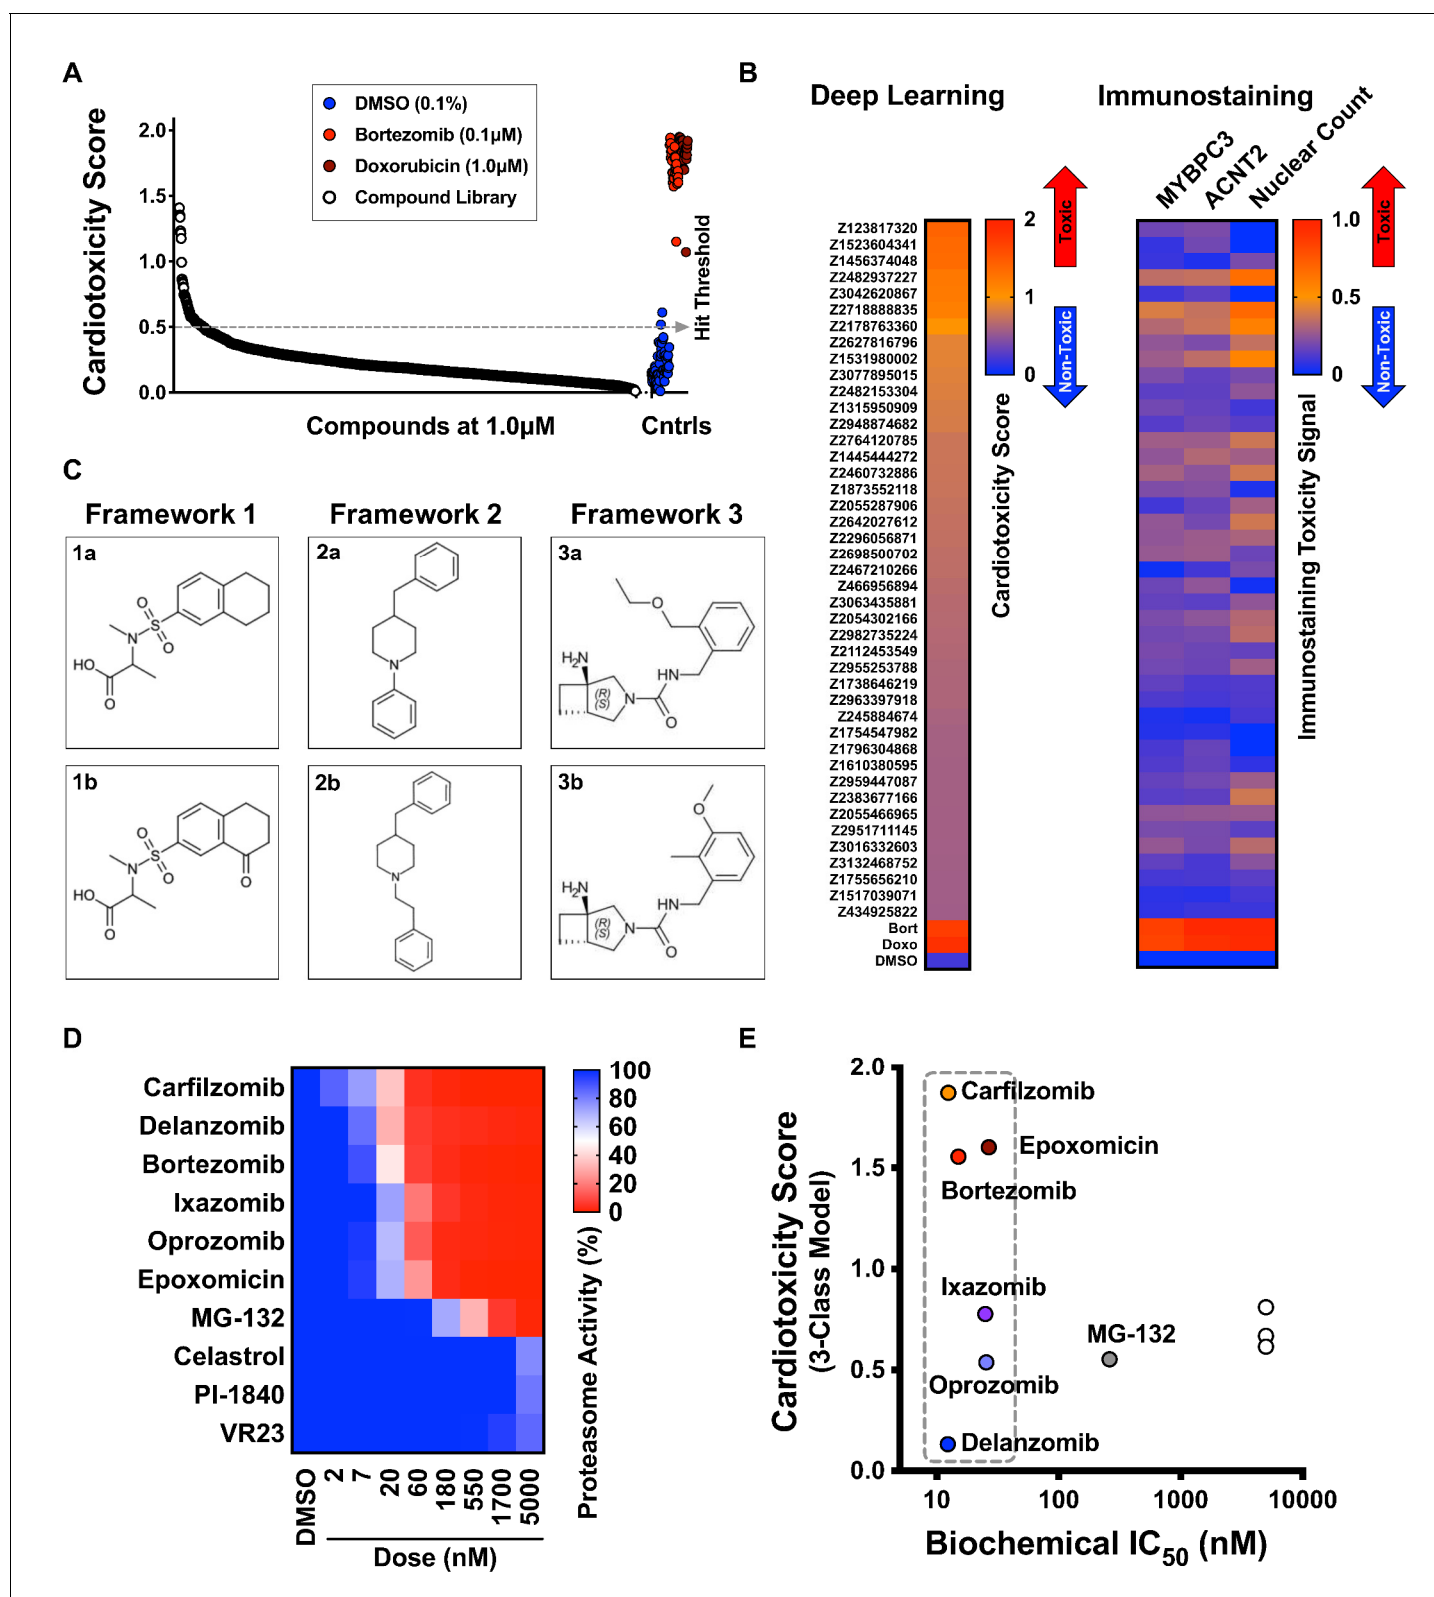 A
DMSO (0.1%)
Bortezomib (0.1µM)
Doxorubicin (1.0µM)
Compound Library
Cardiotoxicity Score
2.0
1.5
1.0
0.5
0.0
Hit Threshold
Compounds at 1.0µM
Cntrls
B
Deep Learning
Immunostaining
MYBPC3
ACNT2
Nuclear Count
Z123817320
Z1523604341
Z1456374048
Z2482937227
Z3042620867
Z2718888835
Z2178763360
Z2627816796
Z1531980002
Z3077895015
Z2482153304
Z1315950909
Z2948874682
Z2764120785
Z1445444272
Z2460732886
Z1873552118
Z2055287906
Z2642027612
Z2296056871
Z2698500702
Z2467210266
Z466956894
Z3063435881
Z2054302166
Z2982735224
Z2112453549
Z2955253788
Z1738646219
Z2963397918
Z245884674
Z1754547982
Z1796304868
Z1610380595
Z2959447087
Z2383677166
Z2055466965
Z2951711145
Z3016332603
Z3132468752
Z1755656210
Z1517039071
Z434925822
Bort
Doxo
DMSO
2
1
0
Cardiotoxicity Score
Toxic
Non-Toxic
1.0
0.5
0
Immunostaining Toxicity Signal
Toxic
Non-Toxic
C
Framework 1
Framework 2
Framework 3
1a
O
N
S
O
HO
O
2a
N
3a
O
H₂N
(R)
(S)
N
HN
O
1b
O
N
S
O
HO
O
O
2b
N
3b
O
H₂N
(R)
(S)
N
HN
O
D
Carfilzomib
Delanzomib
Bortezomib
Ixazomib
Oprozomib
Epoxomicin
MG-132
Celastrol
PI-1840
VR23
DMSO
2
7
20
60
180
550
1700
5000
Dose (nM)
100
80
60
40
20
0
Proteasome Activity (%)
E
Cardiotoxicity Score
(3-Class Model)
2.0
1.5
1.0
0.5
0.0
Carfilzomib
Epoxomicin
Bortezomib
Ixazomib
MG-132
Oprozomib
Delanzomib
10
100
1000
10000
Biochemical IC₅₀ (nM)